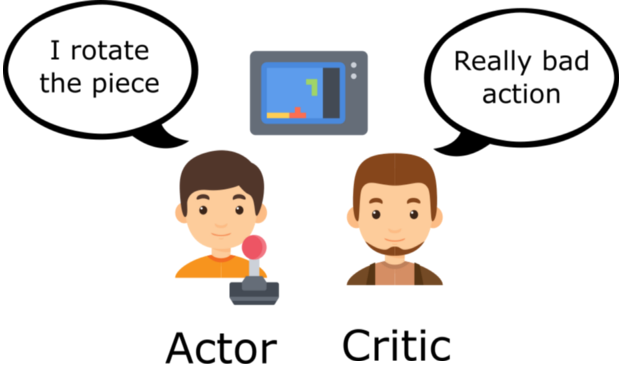 I rotate
the piece
Really bad
action
Actor
Critic